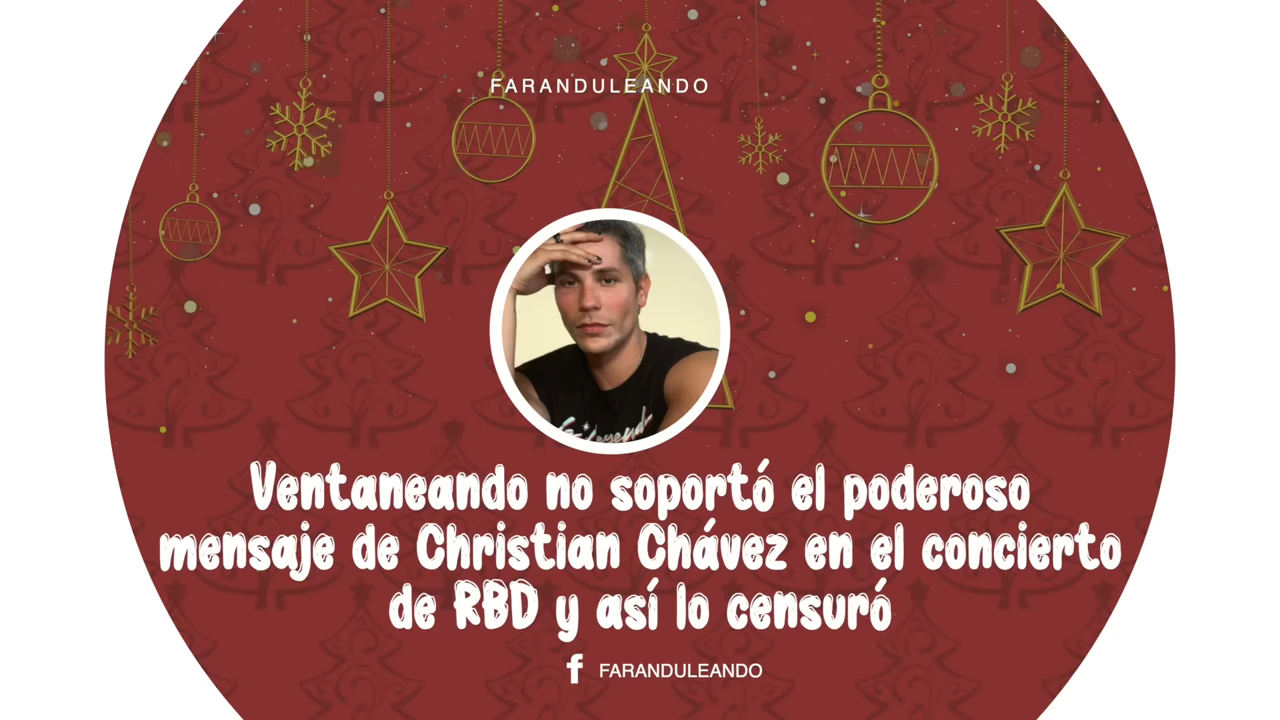 FARANDULEANDO
Ventaneando no soportó el poderoso
mensaje de Christian Chávez en el concierto
de RBD y así lo censuró
f FARANDULEANDO